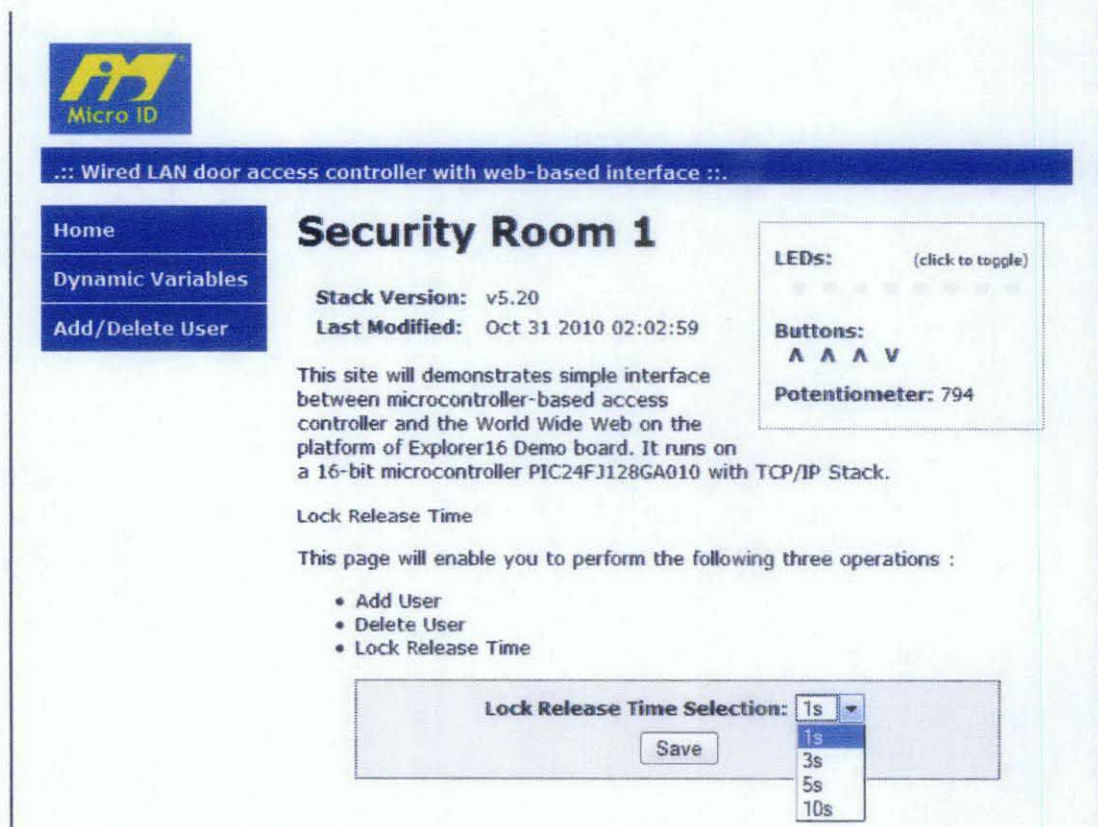 Micro ID
.:: Wired LAN door access controller with web-based interface ::.
Home
Dynamic Variables
Add/Delete User
Security Room 1
Stack Version: v5.20
Last Modified: Oct 31 2010 02:02:59
LEDs: (click to toggle)
Buttons:
Λ Λ Λ V
Potentiometer: 794
This site will demonstrates simple interface
between microcontroller-based access
controller and the World Wide Web on the
platform of Explorer16 Demo board. It runs on
a 16-bit microcontroller PIC24FJ128GA010 with TCP/IP Stack.
Lock Release Time
This page will enable you to perform the following three operations :
• Add User
• Delete User
• Lock Release Time
Lock Release Time Selection: 1s
Save
1s
3s
5s
10s